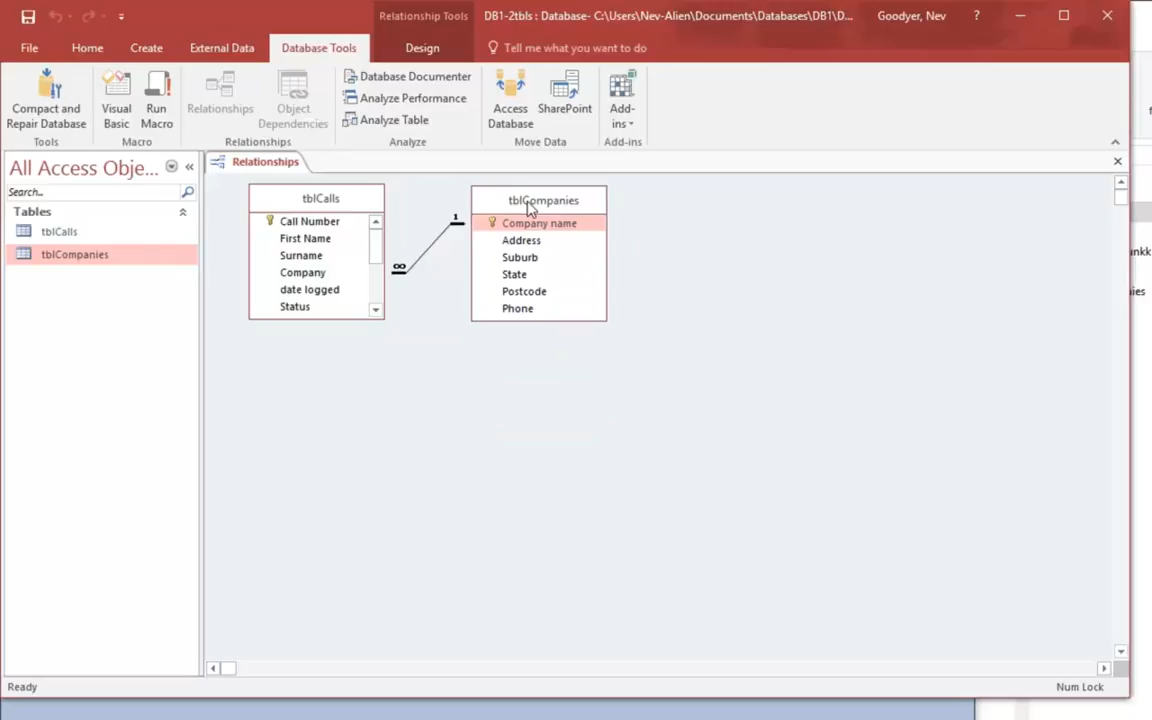 Relationship Tools
DB1-2tbls : Database- C:\Users\Nev-Alien\Documents\Databases\DB1\D...
Goodyer, Nev
?
File
Home
Create
External Data
Database Tools
Design
Tell me what you want to do
Compact and
Repair Database
Visual
Basic
Run
Macro
Relationships
Object
Dependencies
Database Documenter
Analyze Performance
Analyze Table
Access
Database
SharePoint
Add-
ins
Tools
Macro
Relationships
Analyze
Move Data
Add-ins
All Access Obje...
Search...
Tables
tblCalls
tblCompanies
Relationships
tblCalls
Call Number
First Name
Surname
Company
date logged
Status
∞
1
tblCompanies
Company name
Address
Suburb
State
Postcode
Phone
Ready
Num Lock